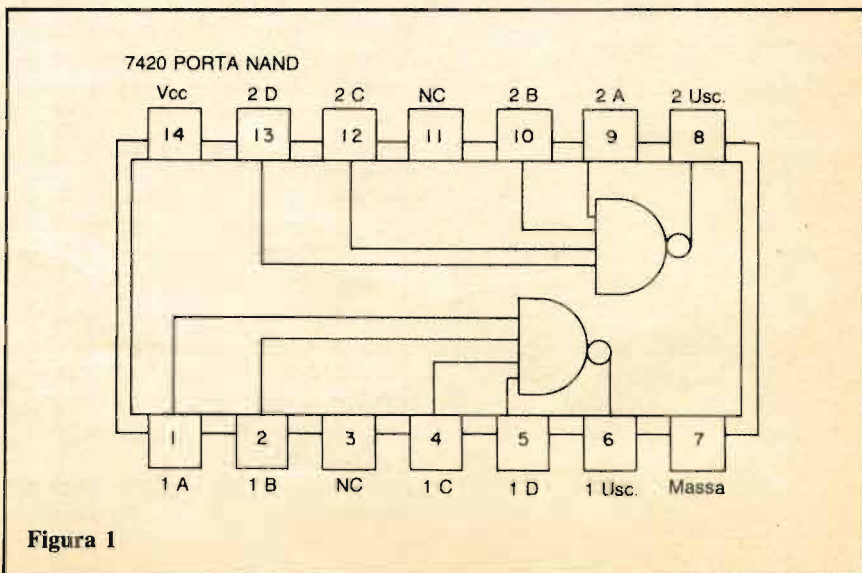 7420 PORTA NAND
Vcc 2 D 2 C NC 2 B 2 A 2 Usc.
14 13 12 11 10 9 8
1 2 3 4 5 6 7
1 A 1 B NC 1 C 1 D 1 Usc. Massa
Figura 1